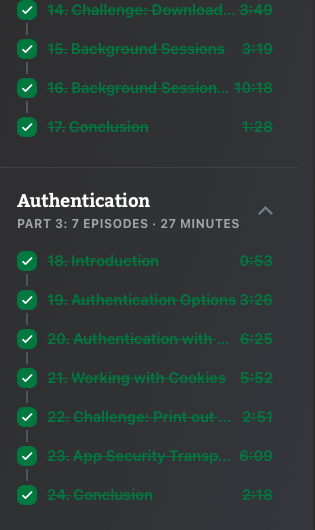 14. Challenge: Download... 3:49
15. Background Sessions 3:19
16. Background Session... 10:18
17. Conclusion 1:28
Authentication
PART 3: 7 EPISODES · 27 MINUTES
18. Introduction 0:53
19. Authentication Options 3:26
20. Authentication with ... 6:25
21. Working with Cookies 5:52
22. Challenge: Print out ... 2:51
23. App Security Transp... 6:09
24. Conclusion 2:18